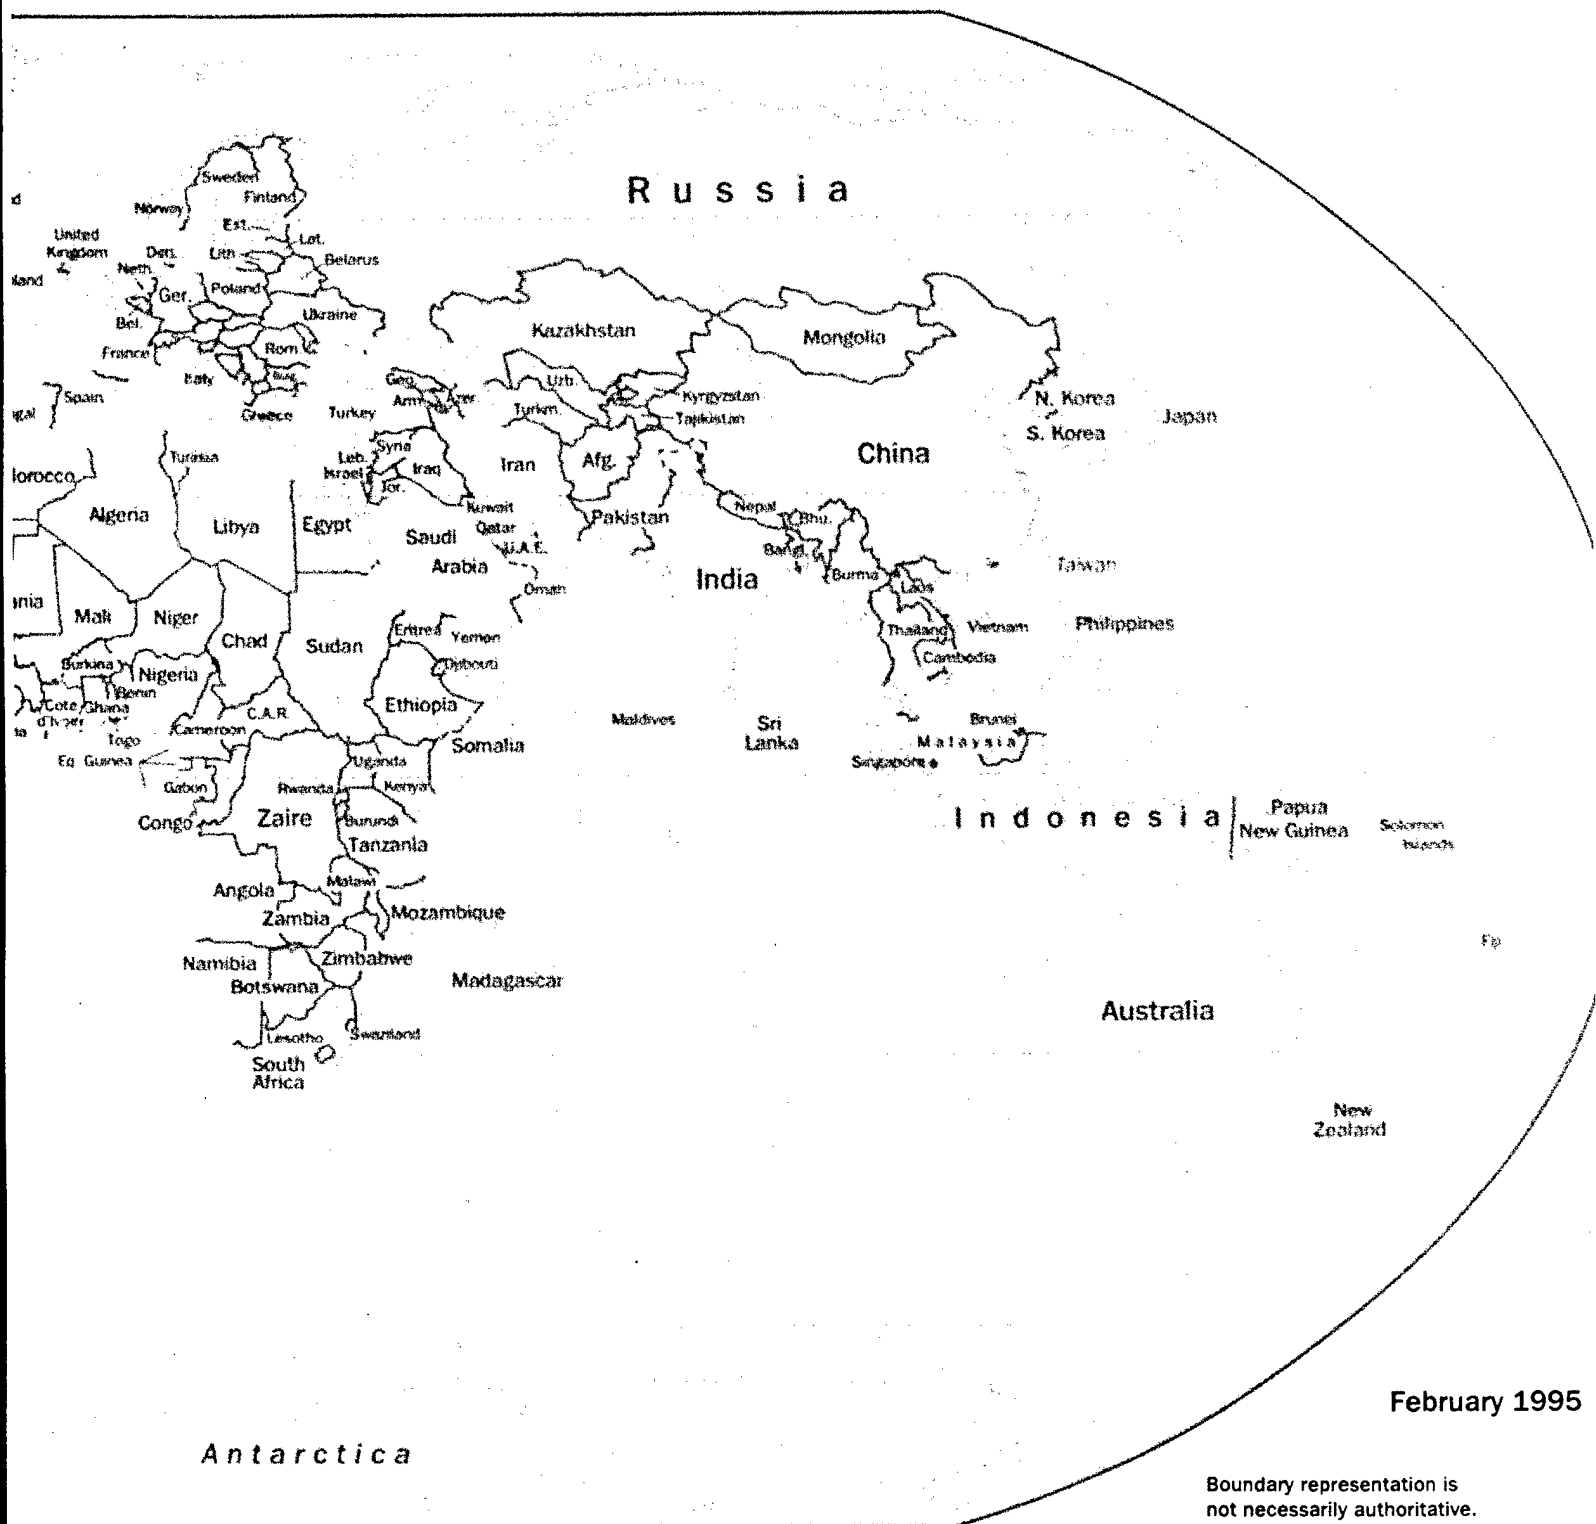 Russia
Sweden
Finland
Norway
Est.
Lat.
United
Kingdom
Den.
Lith
Belarus
Neth.
Ger.
Poland
Ukraine
Bel.
France
Rom.
Italy
Kazakhstan
Mongolia
Spain
Greece
Turkey
Geo.
Arm.
Azer.
Uzb.
Turkm.
Kyrgyzstan
Tajikistan
N. Korea
S. Korea
Japan
China
Tunisia
Syria
Leb.
Israel
Jor.
Iraq
Iran
Afg.
Algeria
Libya
Egypt
Kuwait
Qatar
Saudi
Arabia
U.A.E.
Oman
Pakistan
Nepal
Bhu.
Bangl.
India
Burma
Laos
Taiwan
Mali
Niger
Chad
Sudan
Eritrea
Yemen
Djibouti
Thailand
Vietnam
Cambodia
Philippines
Burkina
Nigeria
Benin
Cote
d'Ivoire
Ghana
Togo
Cameroon
C.A.R.
Ethiopia
Somalia
Maldives
Sri
Lanka
Brunei
Malaysia
Singapore
Eq. Guinea
Gabon
Congo
Zaire
Uganda
Rwanda
Kenya
Burundi
Tanzania
Indonesia
Papua
New Guinea
Solomon
Islands
Angola
Malawi
Zambia
Mozambique
Namibia
Zimbabwe
Botswana
Madagascar
Lesotho
Swaziland
South
Africa
Australia
New
Zealand
February 1995
Antarctica
Boundary representation is
not necessarily authoritative.